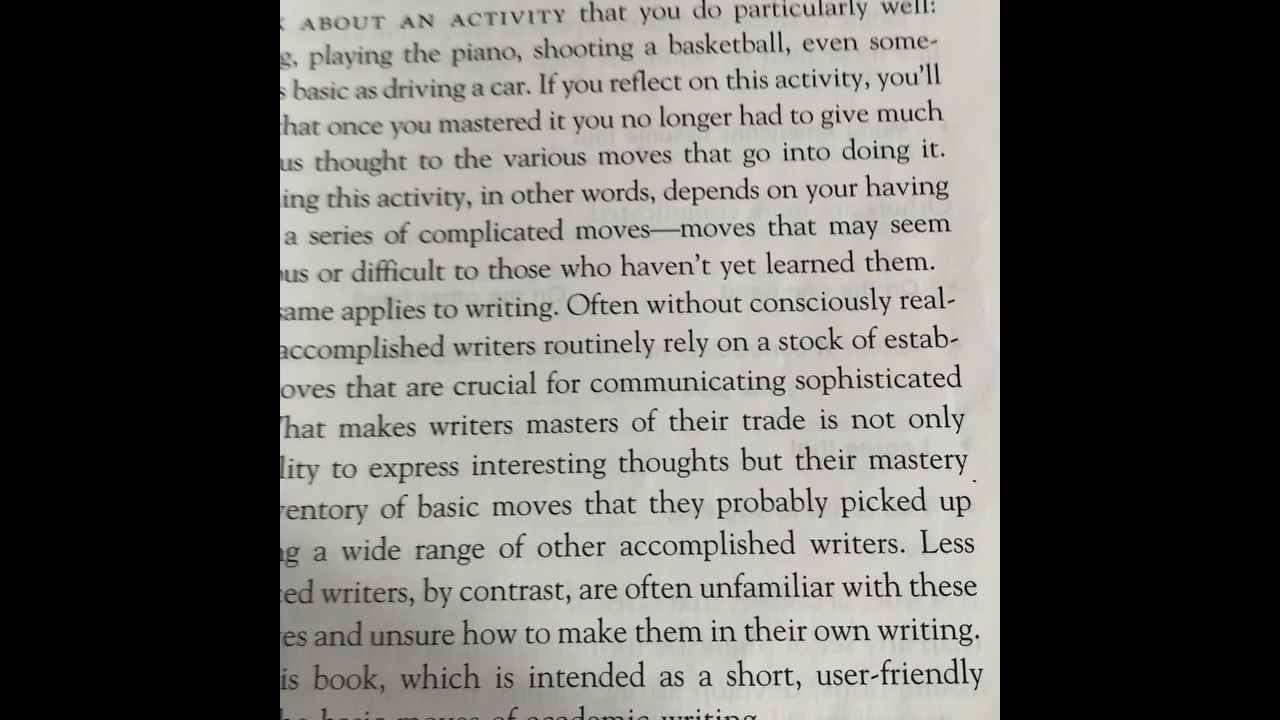 ABOUT AN ACTIVITY that you do particularly well:
g, playing the piano, shooting a basketball, even some-
s basic as driving a car. If you reflect on this activity, you'll
hat once you mastered it you no longer had to give much
us thought to the various moves that go into doing it.
ing this activity, in other words, depends on your having
a series of complicated moves—moves that may seem
us or difficult to those who haven't yet learned them.
ame applies to writing. Often without consciously real-
accomplished writers routinely rely on a stock of estab-
oves that are crucial for communicating sophisticated
hat makes writers masters of their trade is not only
lity to express interesting thoughts but their mastery
entory of basic moves that they probably picked up
g a wide range of other accomplished writers. Less
ed writers, by contrast, are often unfamiliar with these
es and unsure how to make them in their own writing.
is book, which is intended as a short, user-friendly
basic moves of academic writing.